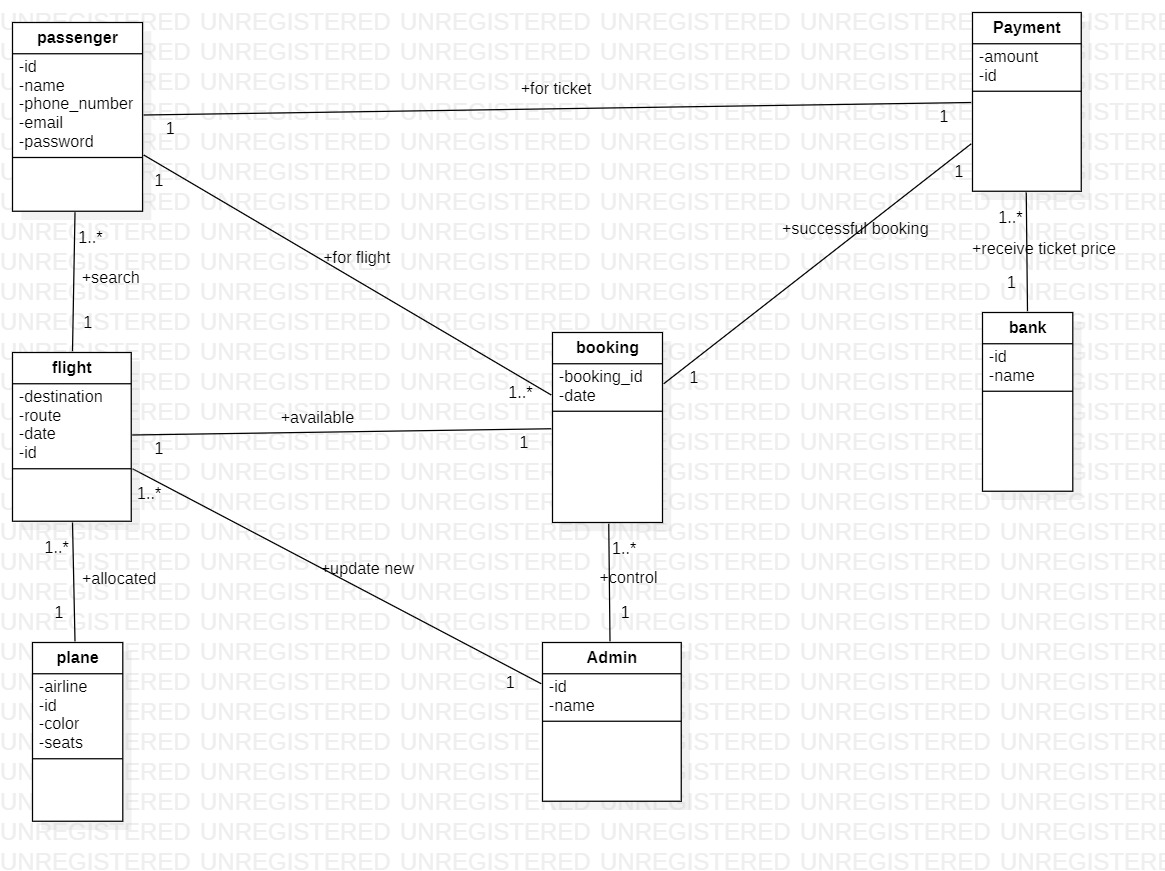 passenger
-id
-name
-phone_number
-email
-password
Payment
-amount
-id
+for ticket
1
1
1
1
+for flight
+successful booking
1..*
+search
1
1..*
+receive ticket price
1
flight
-destination
-route
-date
-id
booking
-booking_id
-date
bank
-id
-name
1..*
1
+available
1
1
1..*
+update new
1
1..*
+allocated
1
1..*
+control
1
plane
-airline
-id
-color
-seats
Admin
-id
-name
UNREGISTERED